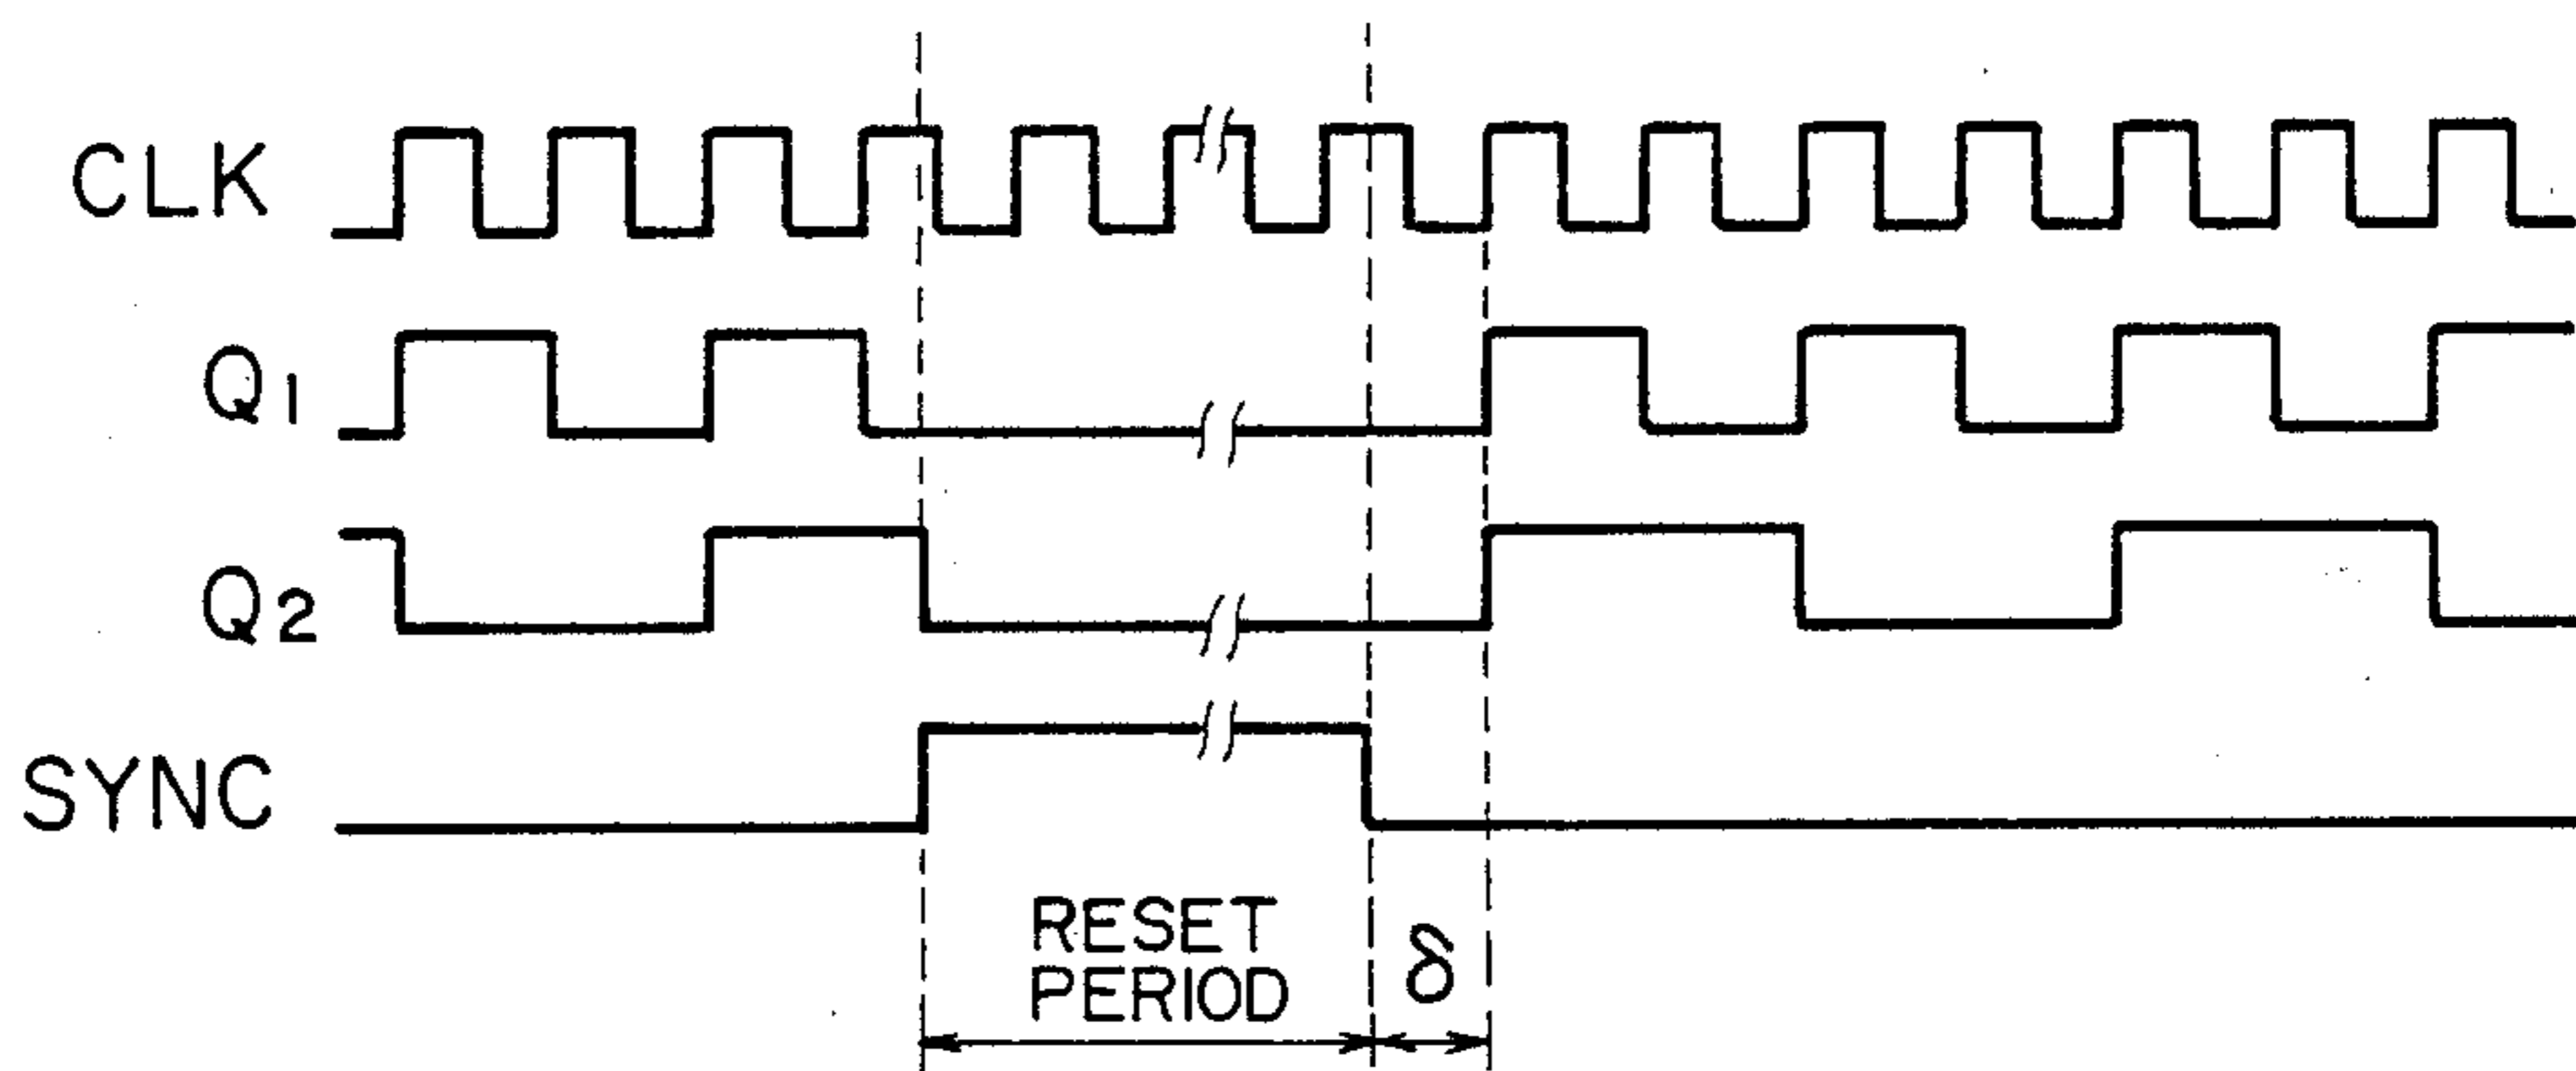 CLK
Q1
Q2
SYNC
RESET
PERIOD
δ